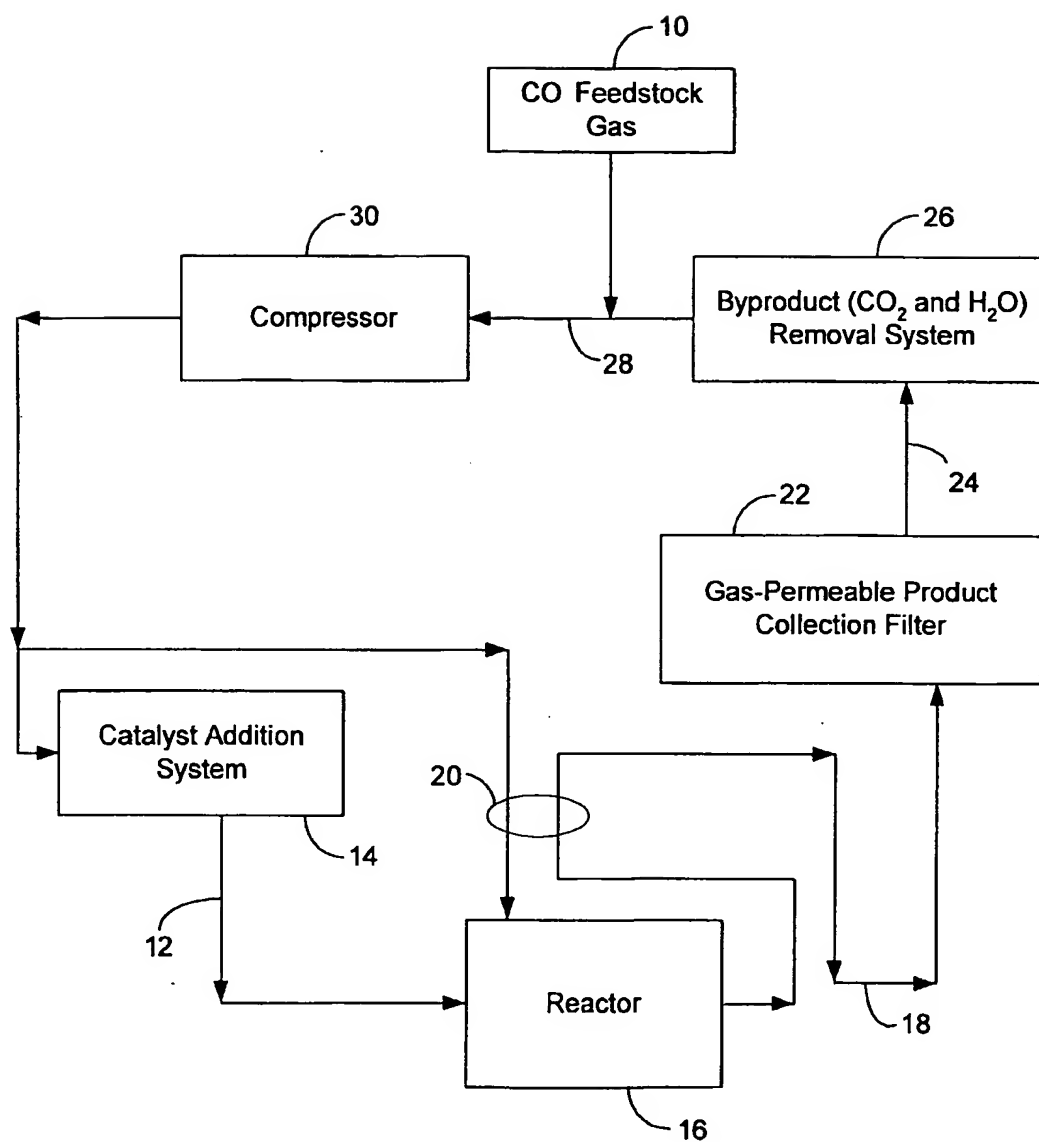 10
CO Feedstock
Gas
30
26
Compressor
Byproduct (CO₂ and H₂O)
Removal System
28
24
22
Gas-Permeable Product
Collection Filter
Catalyst Addition
System
20
14
12
Reactor
18
16